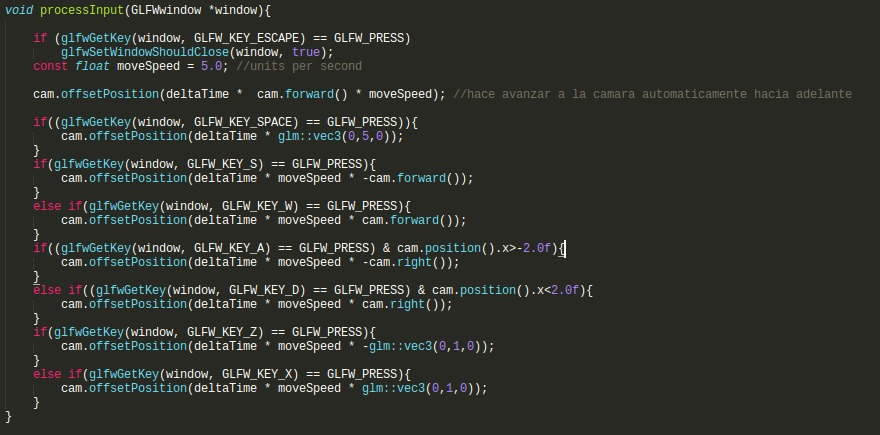 void processInput(GLFWwindow *window){
if (glfwGetKey(window, GLFW_KEY_ESCAPE) == GLFW_PRESS)
glfwSetWindowShouldClose(window, true);
const float moveSpeed = 5.0; //units per second
cam.offsetPosition(deltaTime *  cam.forward() * moveSpeed); //hace avanzar a la camara automaticamente hacia adelante
if((glfwGetKey(window, GLFW_KEY_SPACE) == GLFW_PRESS)){
cam.offsetPosition(deltaTime * glm::vec3(0,5,0));
}
if(glfwGetKey(window, GLFW_KEY_S) == GLFW_PRESS){
cam.offsetPosition(deltaTime * moveSpeed * -cam.forward());
}
else if(glfwGetKey(window, GLFW_KEY_W) == GLFW_PRESS){
cam.offsetPosition(deltaTime * moveSpeed * cam.forward());
}
if((glfwGetKey(window, GLFW_KEY_A) == GLFW_PRESS) & cam.position().x>-2.0f){
cam.offsetPosition(deltaTime * moveSpeed * -cam.right());
}
else if((glfwGetKey(window, GLFW_KEY_D) == GLFW_PRESS) & cam.position().x<2.0f){
cam.offsetPosition(deltaTime * moveSpeed * cam.right());
}
if(glfwGetKey(window, GLFW_KEY_Z) == GLFW_PRESS){
cam.offsetPosition(deltaTime * moveSpeed * -glm::vec3(0,1,0));
}
else if(glfwGetKey(window, GLFW_KEY_X) == GLFW_PRESS){
cam.offsetPosition(deltaTime * moveSpeed * glm::vec3(0,1,0));
}
}